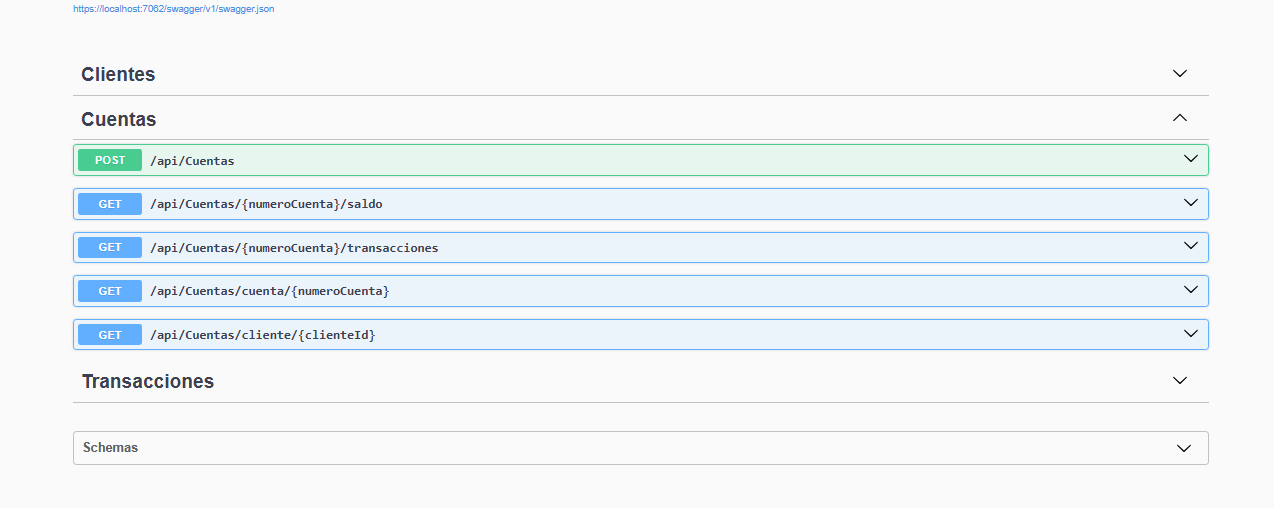 https://localhost:7062/swagger/v1/swagger.json
Clientes
Cuentas
POST /api/Cuentas
GET /api/Cuentas/{numeroCuenta}/saldo
GET /api/Cuentas/{numeroCuenta}/transacciones
GET /api/Cuentas/cuenta/{numeroCuenta}
GET /api/Cuentas/cliente/{clienteId}
Transacciones
Schemas